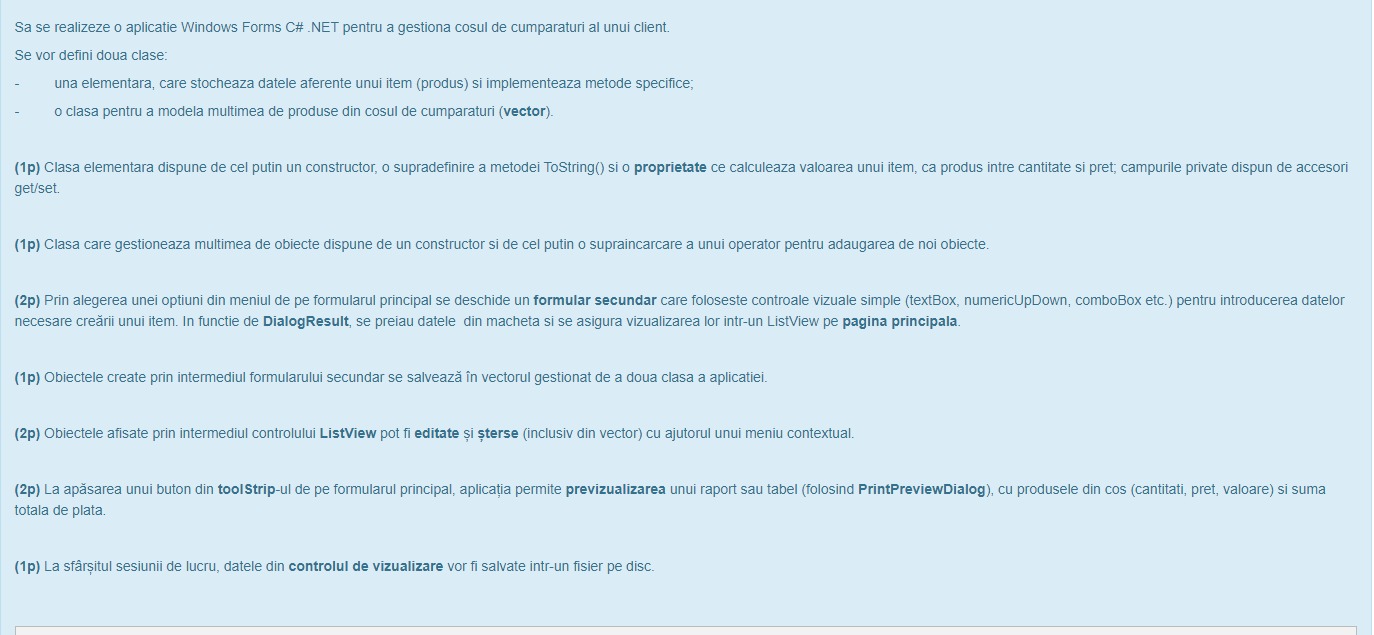 Sa se realizeze o aplicatie Windows Forms C# .NET pentru a gestiona cosul de cumparaturi al unui client.
Se vor defini doua clase:
- una elementara, care stocheaza datele aferente unui item (produs) si implementeaza metode specifice;
- o clasa pentru a modela multimea de produse din cosul de cumparaturi (vector).
(1p) Clasa elementara dispune de cel putin un constructor, o supradefinire a metodei ToString() si o proprietate ce calculeaza valoarea unui item, ca produs intre cantitate si pret; campurile private dispun de accesori
get/set.
(1p) Clasa care gestioneaza multimea de obiecte dispune de un constructor si de cel putin o supraincarcare a unui operator pentru adaugarea de noi obiecte.
(2p) Prin alegerea unei optiuni din meniul de pe formularul principal se deschide un formular secundar care foloseste controale vizuale simple (textBox, numericUpDown, comboBox etc.) pentru introducerea datelor
necesare creării unui item. In functie de DialogResult, se preiau datele din macheta si se asigura vizualizarea lor intr-un ListView pe pagina principala.
(1p) Obiectele create prin intermediul formularului secundar se salvează în vectorul gestionat de a doua clasa a aplicatiei.
(2p) Obiectele afisate prin intermediul controlului ListView pot fi editate și șterse (inclusiv din vector) cu ajutorul unui meniu contextual.
(2p) La apăsarea unui buton din toolStrip-ul de pe formularul principal, aplicația permite previzualizarea unui raport sau tabel (folosind PrintPreviewDialog), cu produsele din cos (cantitati, pret, valoare) si suma
totala de plata.
(1p) La sfârșitul sesiunii de lucru, datele din controlul de vizualizare vor fi salvate intr-un fisier pe disc.